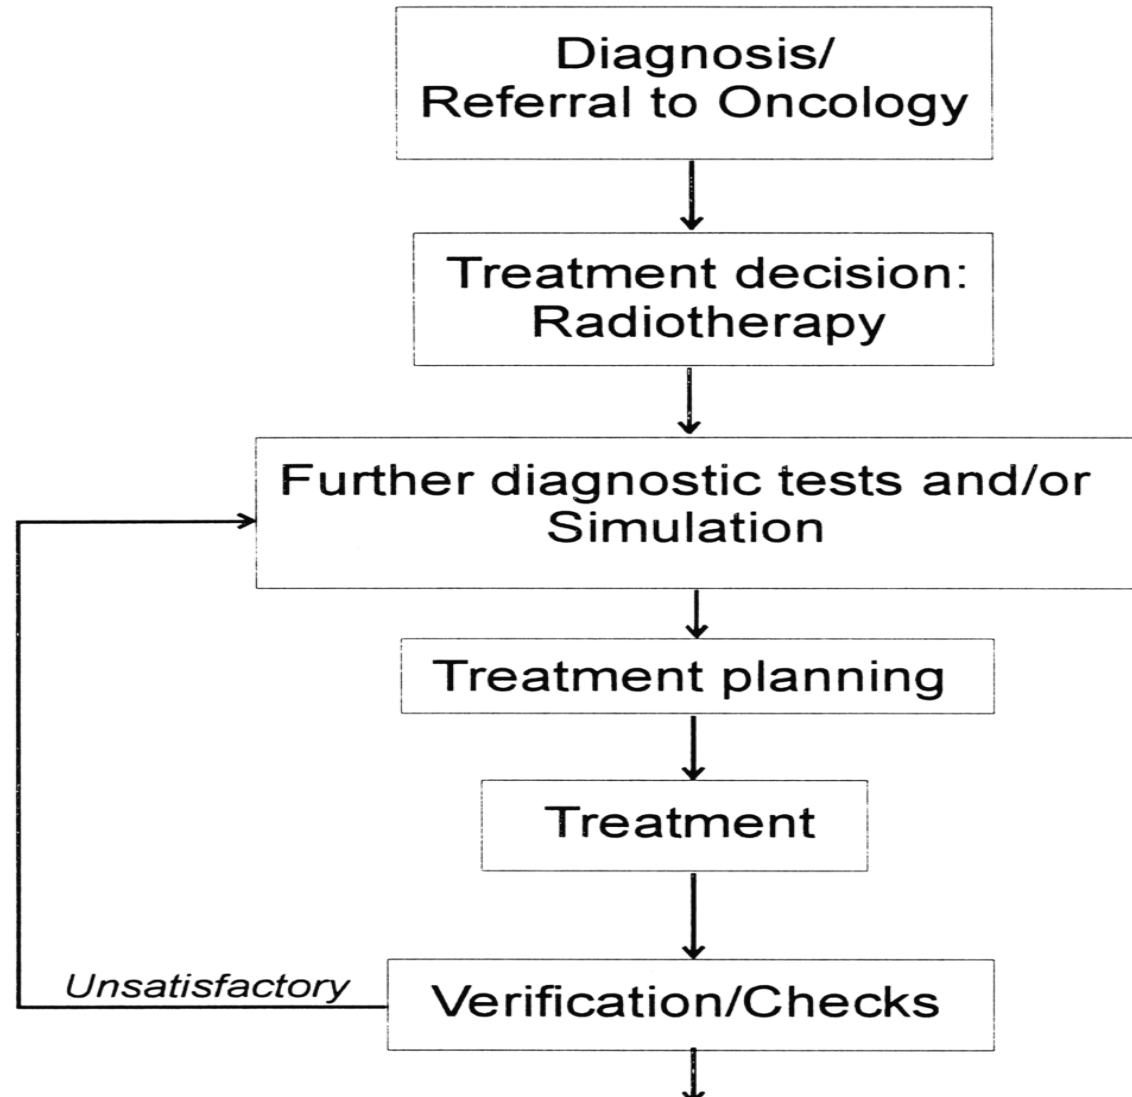 Diagnosis/
Referral to Oncology
Treatment decision:
Radiotherapy
Further diagnostic tests and/or
Simulation
Treatment planning
Treatment
Unsatisfactory
Verification/Checks